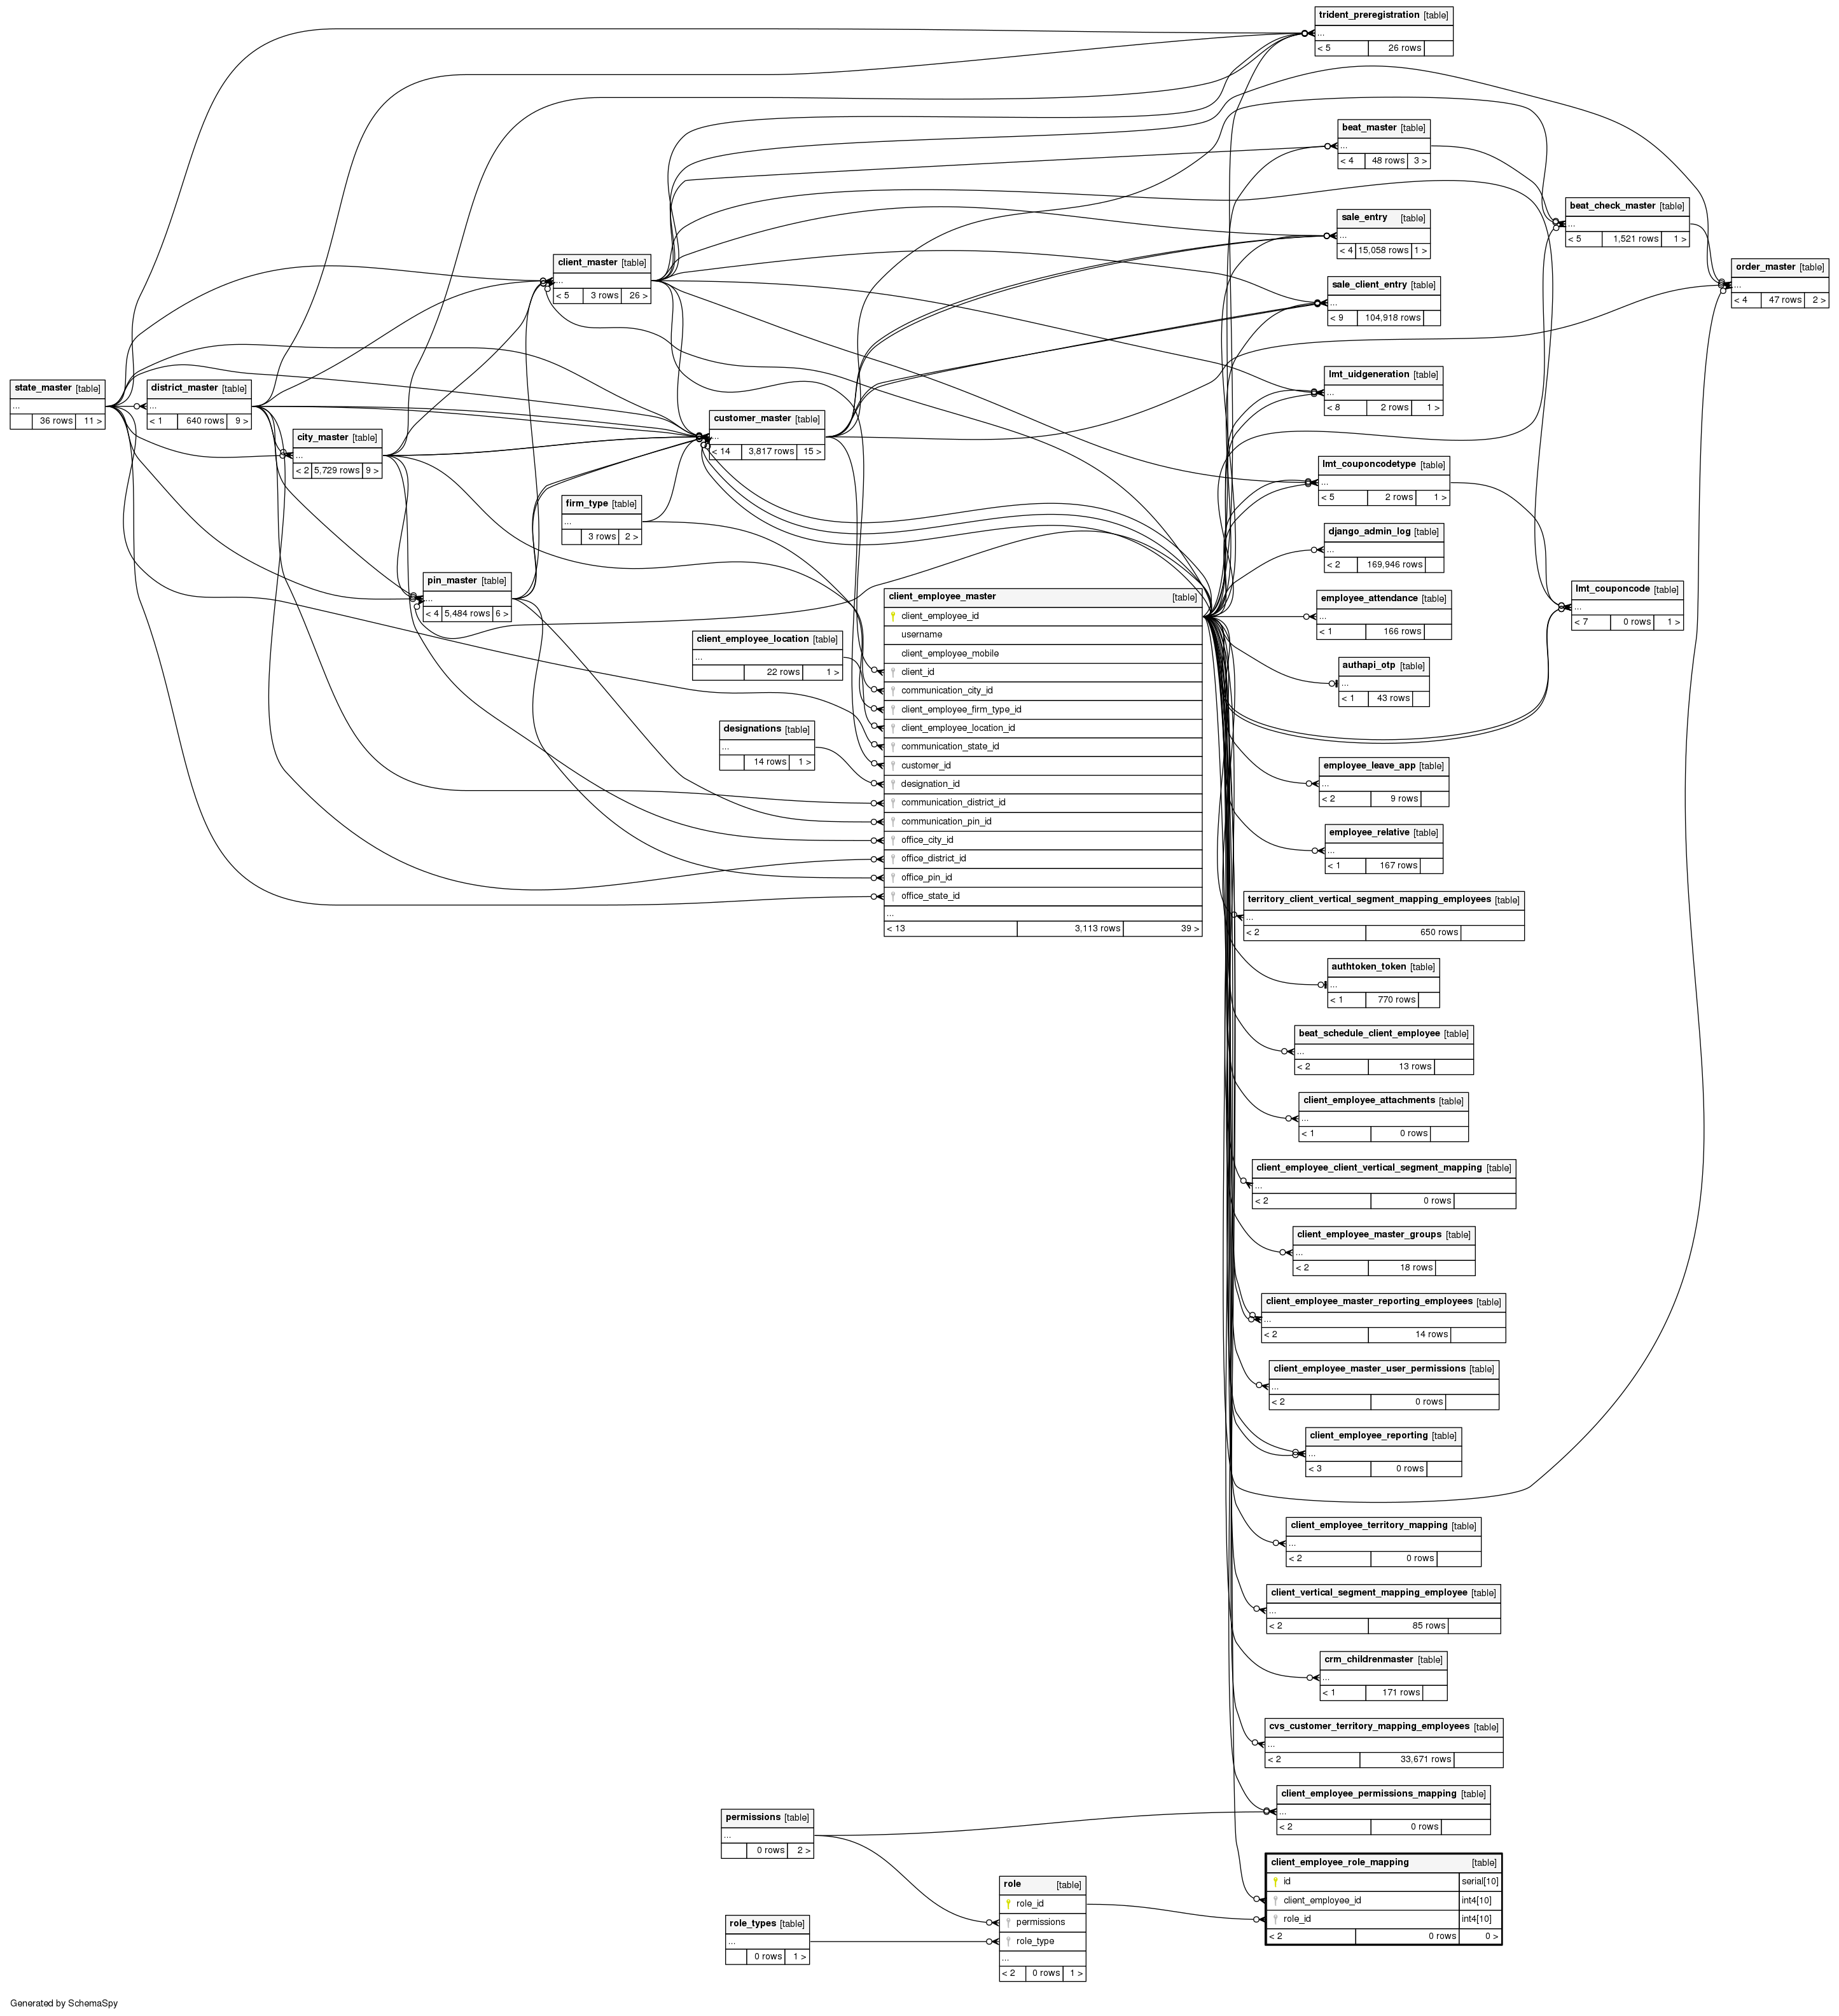 trident_preregistration [table]
...
< 5 26 rows
beat_master [table]
...
< 4 48 rows 3 >
beat_check_master [table]
...
< 5 1,521 rows 1 >
sale_entry [table]
...
< 4 15,058 rows 1 >
client_master [table]
...
< 5 3 rows 26 >
order_master [table]
...
< 4 47 rows 2 >
sale_client_entry [table]
...
< 9 104,918 rows
lmt_uidgeneration [table]
...
< 8 2 rows 1 >
state_master [table]
...
36 rows 11 >
district_master [table]
...
< 1 640 rows 9 >
customer_master [table]
...
< 14 3,817 rows 15 >
city_master [table]
...
< 2 5,729 rows 9 >
lmt_couponcodetype [table]
...
< 5 2 rows 1 >
firm_type [table]
...
3 rows 2 >
django_admin_log [table]
...
< 2 169,946 rows
pin_master [table]
...
< 4 5,484 rows 6 >
lmt_couponcode [table]
...
< 7 0 rows 1 >
employee_attendance [table]
...
< 1 166 rows
client_employee_master [table]
client_employee_id
username
client_employee_mobile
client_id
communication_city_id
client_employee_firm_type_id
client_employee_location_id
communication_state_id
customer_id
designation_id
communication_district_id
communication_pin_id
office_city_id
office_district_id
office_pin_id
office_state_id
...
< 13 3,113 rows 39 >
client_employee_location [table]
...
22 rows 1 >
authapi_otp [table]
...
< 1 43 rows
designations [table]
...
14 rows 1 >
employee_leave_app [table]
...
< 2 9 rows
employee_relative [table]
...
< 1 167 rows
territory_client_vertical_segment_mapping_employees [table]
...
< 2 650 rows
authtoken_token [table]
...
< 1 770 rows
beat_schedule_client_employee [table]
...
< 2 13 rows
client_employee_attachments [table]
...
< 1 0 rows
client_employee_client_vertical_segment_mapping [table]
...
< 2 0 rows
client_employee_master_groups [table]
...
< 2 18 rows
client_employee_master_reporting_employees [table]
...
< 2 14 rows
client_employee_master_user_permissions [table]
...
< 2 0 rows
client_employee_reporting [table]
...
< 3 0 rows
client_employee_territory_mapping [table]
...
< 2 0 rows
client_vertical_segment_mapping_employee [table]
...
< 2 85 rows
crm_childrenmaster [table]
...
< 1 171 rows
cvs_customer_territory_mapping_employees [table]
...
< 2 33,671 rows
client_employee_permissions_mapping [table]
...
< 2 0 rows
permissions [table]
...
0 rows 2 >
client_employee_role_mapping [table]
id serial[10]
client_employee_id int4[10]
role_id int4[10]
< 2 0 rows 0 >
role [table]
role_id
permissions
role_type
...
< 2 0 rows 1 >
role_types [table]
...
0 rows 1 >
Generated by SchemaSpy